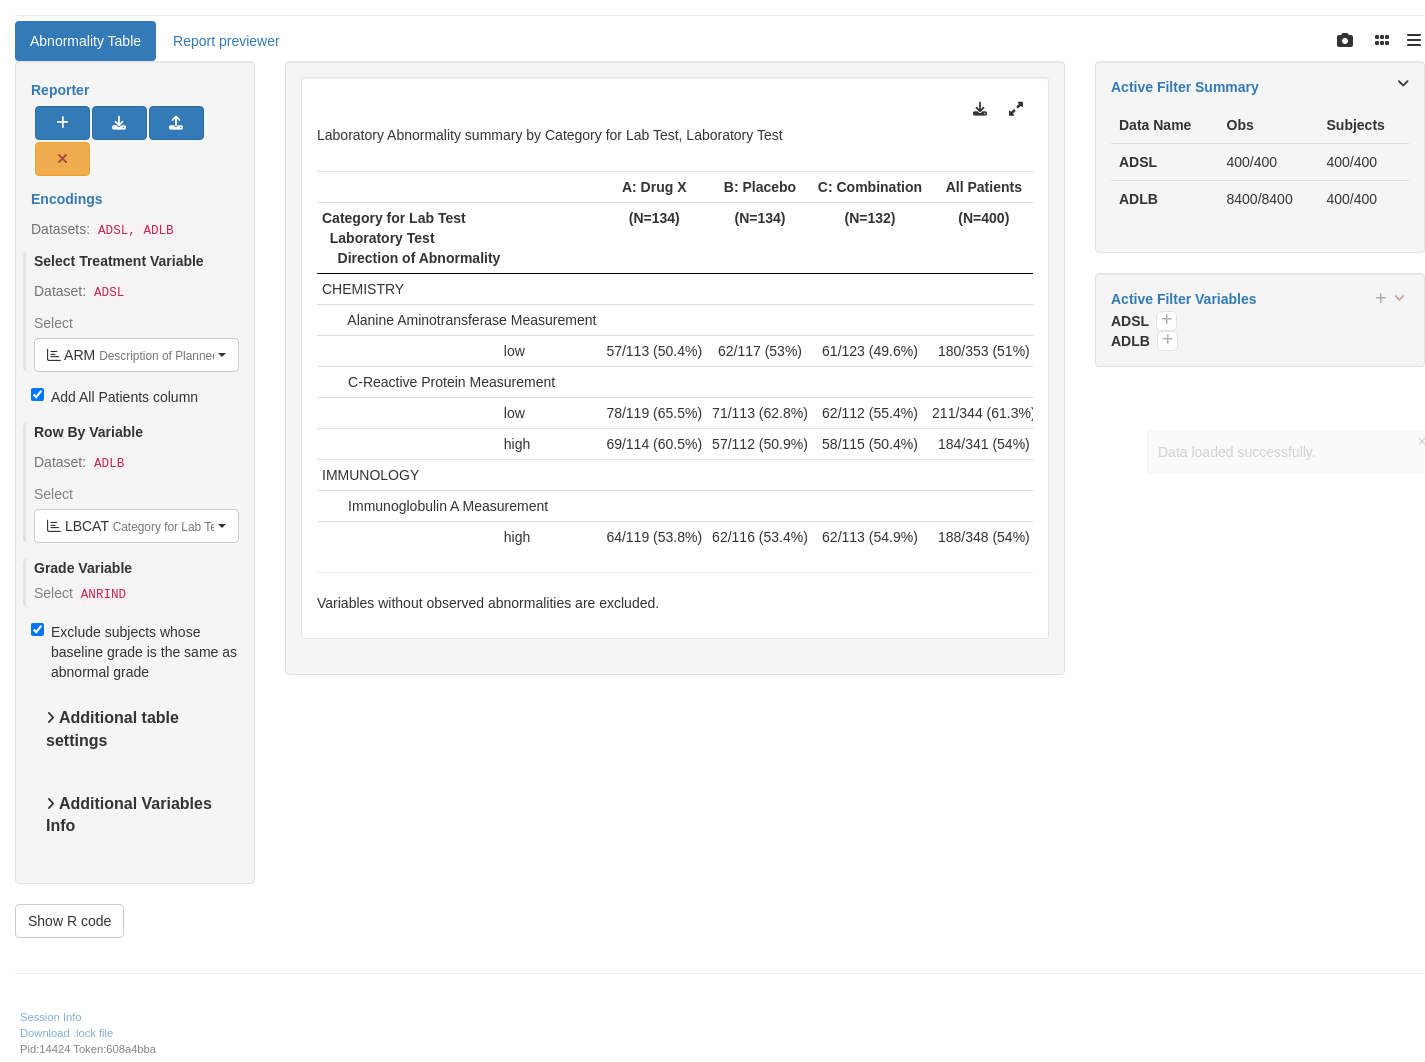 Abnormality Table Report previewer
Reporter
Encodings
Datasets: ADSL, ADLB
Select Treatment Variable
Dataset: ADSL
Select
ARM Description of Planned
Add All Patients column
Row By Variable
Dataset: ADLB
Select
LBCAT Category for Lab Te
Grade Variable
Select ANRIND
Exclude subjects whose
baseline grade is the same as
abnormal grade
Additional table
settings
Additional Variables
Info
Show R code
Laboratory Abnormality summary by Category for Lab Test, Laboratory Test
A: Drug X B: Placebo C: Combination All Patients
Category for Lab Test (N=134) (N=134) (N=132) (N=400)
Laboratory Test
Direction of Abnormality
CHEMISTRY
Alanine Aminotransferase Measurement
low 57/113 (50.4%) 62/117 (53%) 61/123 (49.6%) 180/353 (51%)
C-Reactive Protein Measurement
low 78/119 (65.5%) 71/113 (62.8%) 62/112 (55.4%) 211/344 (61.3%)
high 69/114 (60.5%) 57/112 (50.9%) 58/115 (50.4%) 184/341 (54%)
IMMUNOLOGY
Immunoglobulin A Measurement
high 64/119 (53.8%) 62/116 (53.4%) 62/113 (54.9%) 188/348 (54%)
Variables without observed abnormalities are excluded.
Active Filter Summary
Data Name Obs Subjects
ADSL 400/400 400/400
ADLB 8400/8400 400/400
Active Filter Variables
ADSL
ADLB
Data loaded successfully.
Session Info
Download .lock file
Pid:14424 Token:608a4bba